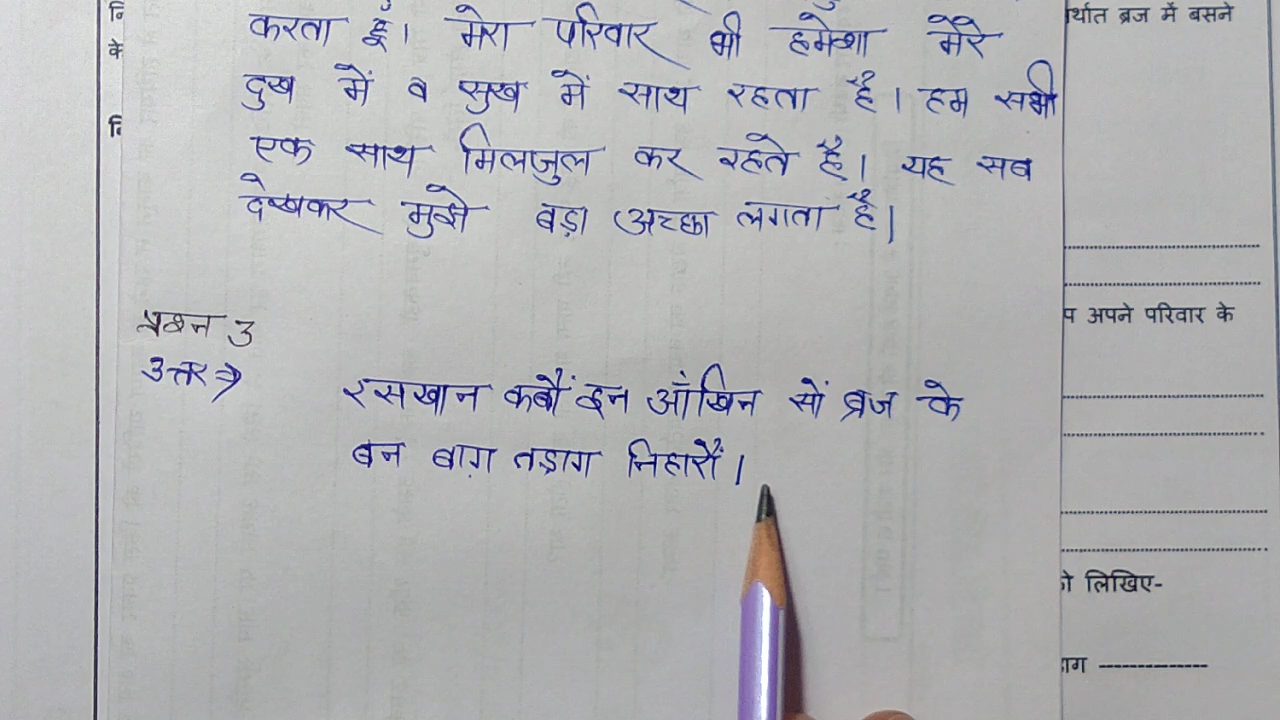 नि
के
नि
करता हूँ। मेरा परिवार भी हमेशा मेरे
दुख में व सुख में साथ रहता है। हम सभी
एक साथ मिलजुल कर रहते है। यह सब
देखकर मुझे बड़ा अच्छा लगता है।
प्रश्न 3
उत्तर⇒
रसखान कबौं इन आँखिन सों ब्रज के
बन बाग़ तड़ाग निहारौं।
र्थात ब्रज में बसने
प अपने परिवार के
ो लिखिए-
ाग -------------